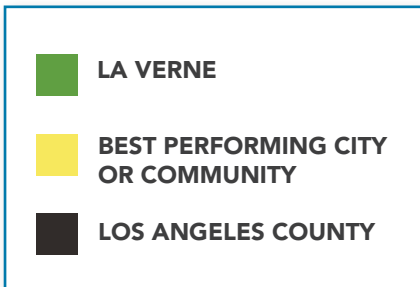 LA VERNE
BEST PERFORMING CITY
OR COMMUNITY
LOS ANGELES COUNTY